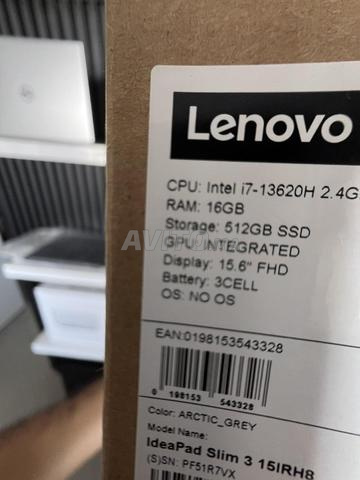 Lenovo
CPU: Intel i7-13620H 2.4G
RAM: 16GB
Storage: 512GB SSD
GPU: INTEGRATED
Display: 15.6" FHD
Battery: 3CELL
OS: NO OS
EAN:0198153543328
0 198153 543328
Color: ARCTIC_GREY
Model Name:
IdeaPad Slim 3 15IRH8
(S)SN: PF51R7VX
hp